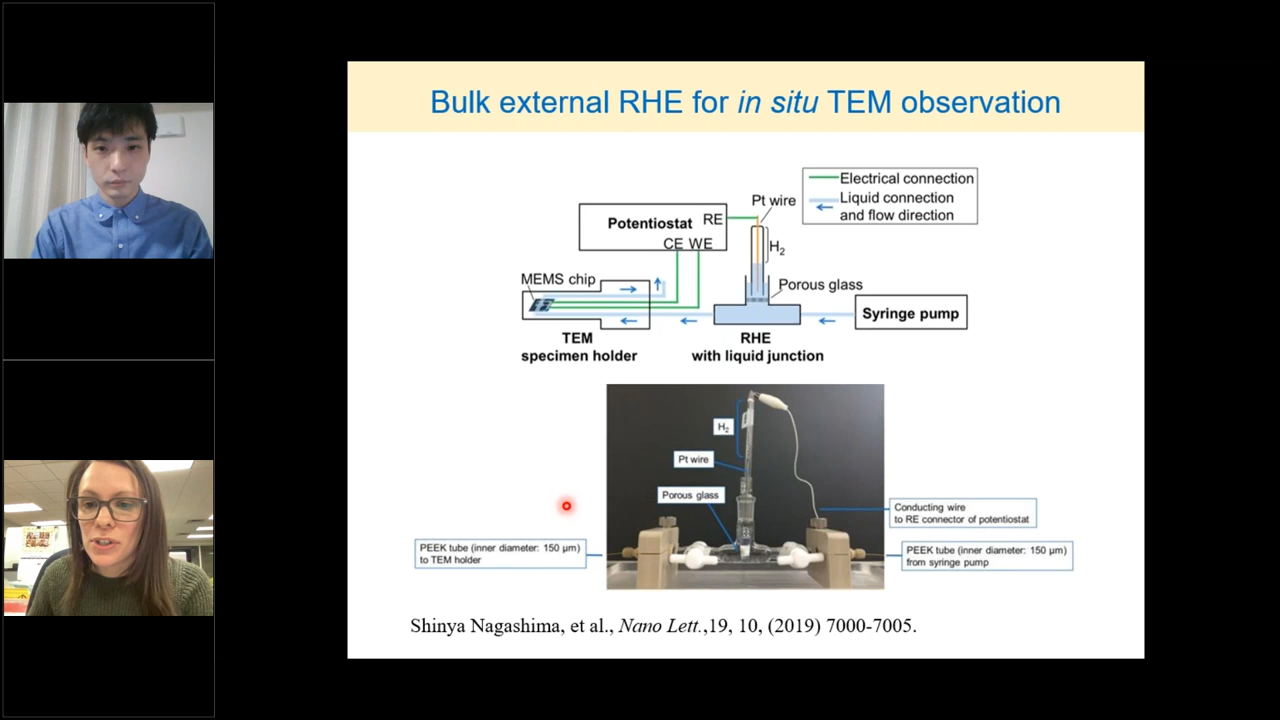 Bulk external RHE for in situ TEM observation
Electrical connection
Liquid connection
and flow direction
Pt wire
Potentiostat
RE
CE WE
H₂
MEMS chip
Porous glass
Syringe pump
TEM
specimen holder
RHE
with liquid junction
H₂
Pt wire
Porous glass
Conducting wire
to RE connector of potentiostat
PEEK tube (inner diameter: 150 μm)
to TEM holder
PEEK tube (inner diameter: 150 μm)
from syringe pump
Shinya Nagashima, et al., Nano Lett.,19, 10, (2019) 7000-7005.